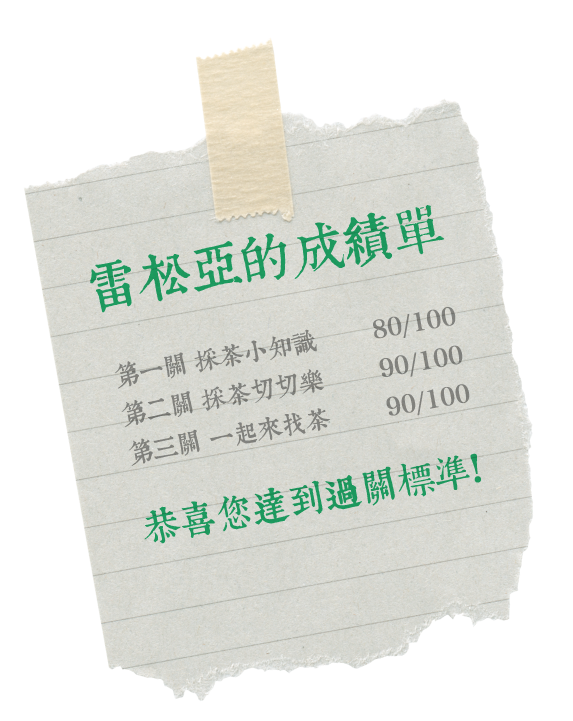 雷松亞的成績單
第一關 採茶小知識 80/100
第二關 採茶切切樂 90/100
第三關 一起來找茶 90/100
恭喜您達到過關標準!